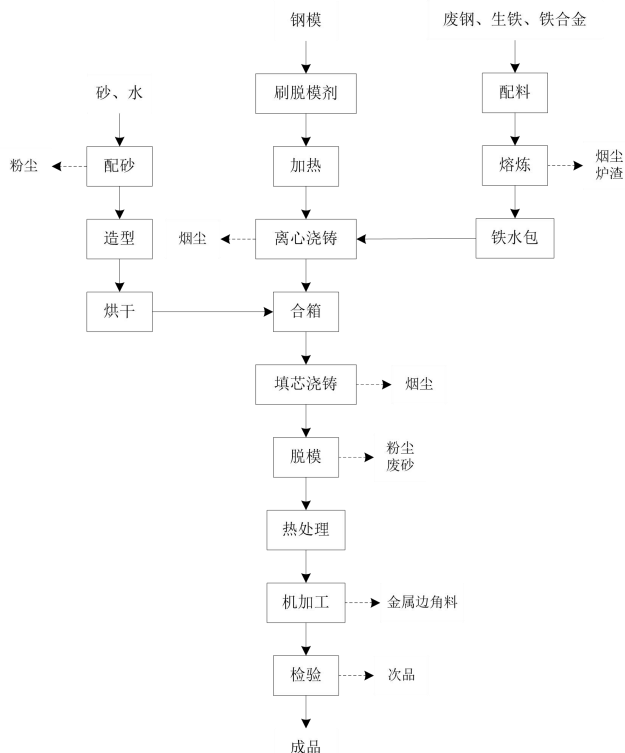 钢模
废钢、生铁、铁合金
砂、水
刷脱模剂
配料
粉尘
配砂
加热
熔炼
烟尘
炉渣
造型
烟尘
离心浇铸
铁水包
烘干
合箱
填芯浇铸
烟尘
脱模
粉尘
废砂
热处理
机加工
金属边角料
检验
次品
成品